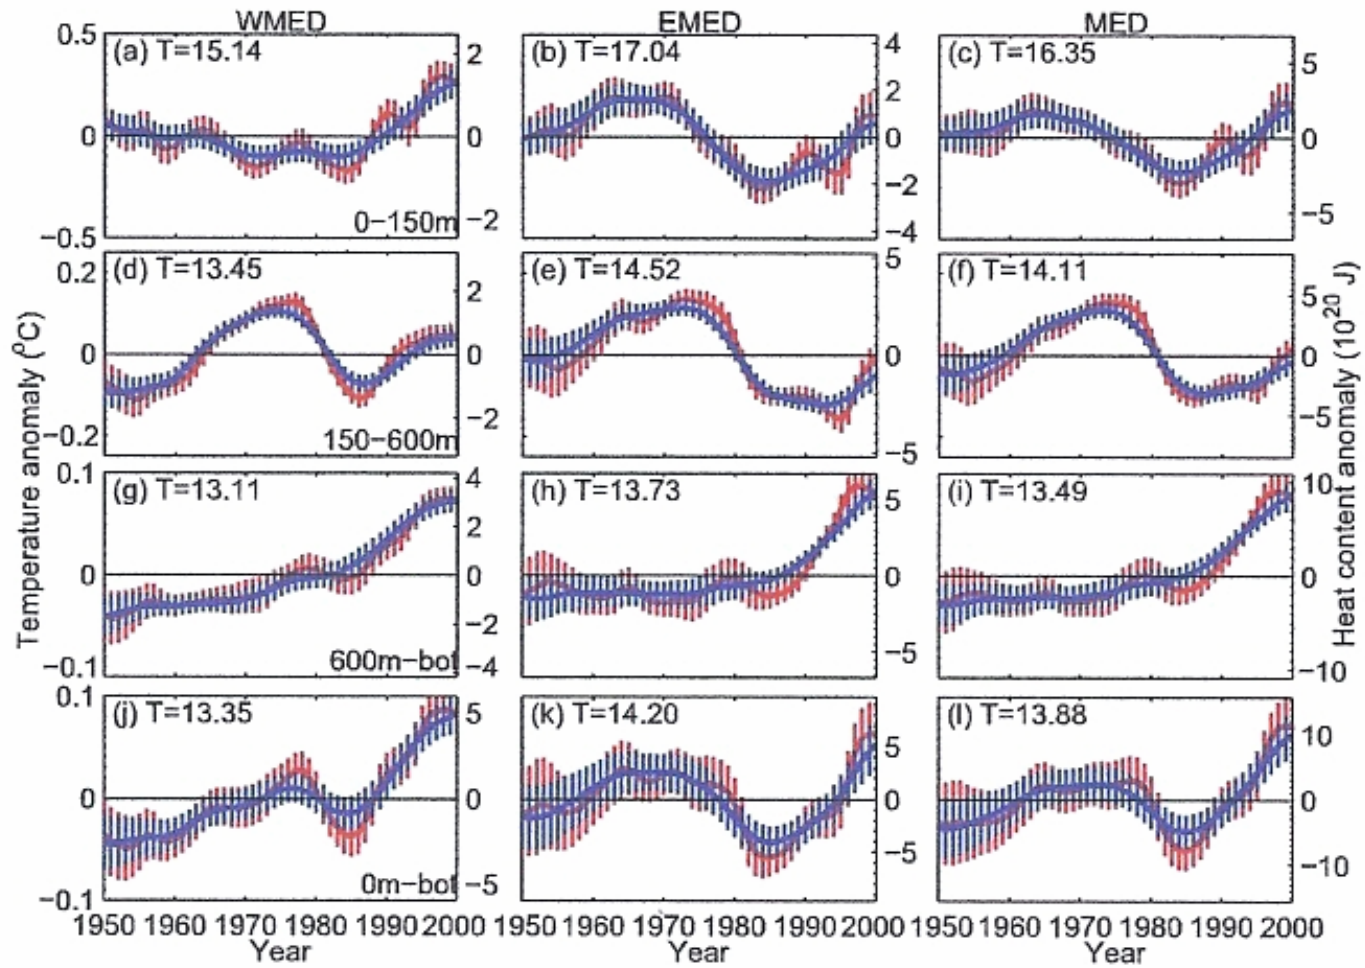 WMED EMED MED
0.5 (a) T=15.14 2 (b) T=17.04 4 (c) T=16.35 5
2
0 0 0 0
−2
−0.5 0−150m −2 −4 −5
0.2 (d) T=13.45 2 (e) T=14.52 5 (f) T=14.11 5
0 0 0 0
−0.2 150−600m −2 −5 −5
0.1 (g) T=13.11 4 (h) T=13.73 5 (i) T=13.49 10
2
0 0 0 0
−2
−0.1 600m−bot −4 −5 −10
0.1 (j) T=13.35 5 (k) T=14.20 5 (l) T=13.88 10
0 0 0 0
−0.1 0m−bot −5 −5 −10
1950 1960 1970 1980 1990 2000 1950 1960 1970 1980 1990 2000 1950 1960 1970 1980 1990 2000
Year Year Year
Temperature anomaly (ºC)
Heat content anomaly (10²⁰ J)